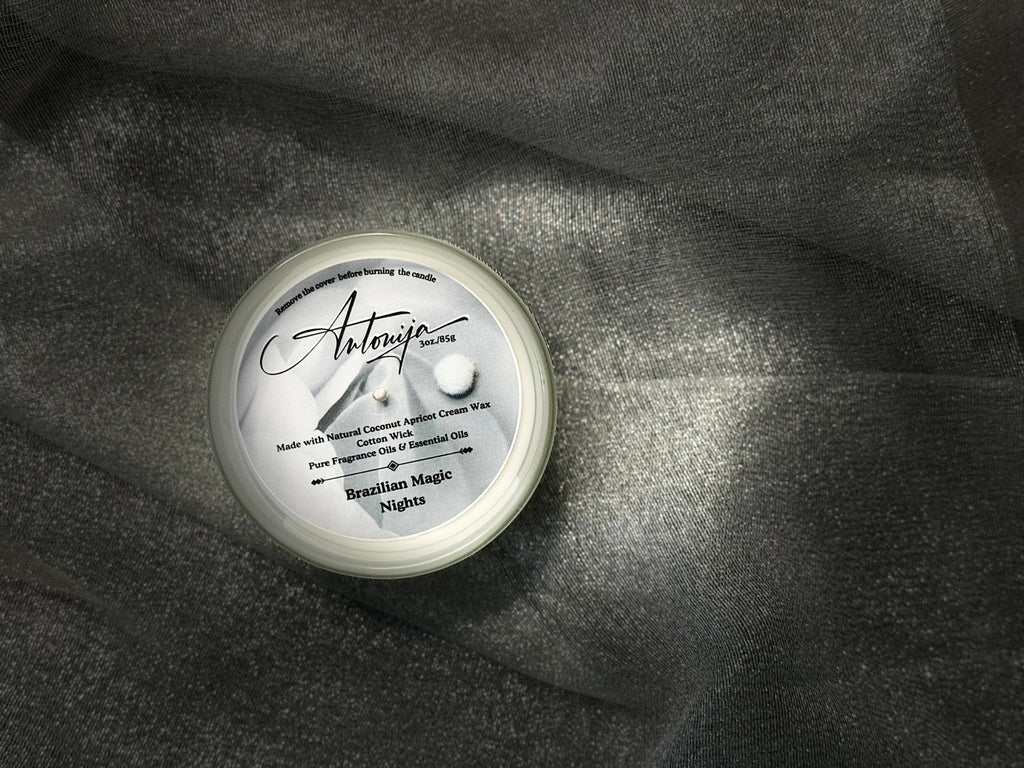 Remove the cover before burning the candle
Antonija
3oz./85g
Made with Natural Coconut Apricot Cream Wax
Cotton Wick
Pure Fragrance Oils & Essential Oils
Brazilian Magic
Nights